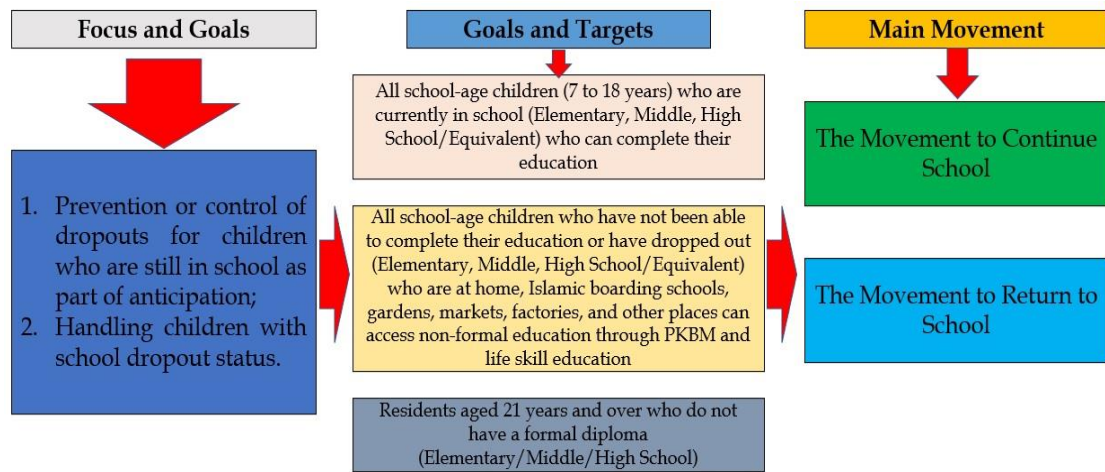 Focus and Goals
1. Prevention or control of
dropouts for children
who are still in school as
part of anticipation;
2. Handling children with
school dropout status.
Goals and Targets
All school-age children (7 to 18 years) who are
currently in school (Elementary, Middle, High
School/Equivalent) who can complete their
education
All school-age children who have not been able
to complete their education or have dropped out
(Elementary, Middle, High School/Equivalent)
who are at home, Islamic boarding schools,
gardens, markets, factories, and other places can
access non-formal education through PKBM and
life skill education
Residents aged 21 years and over who do not
have a formal diploma
(Elementary/Middle/High School)
Main Movement
The Movement to Continue
School
The Movement to Return to
School